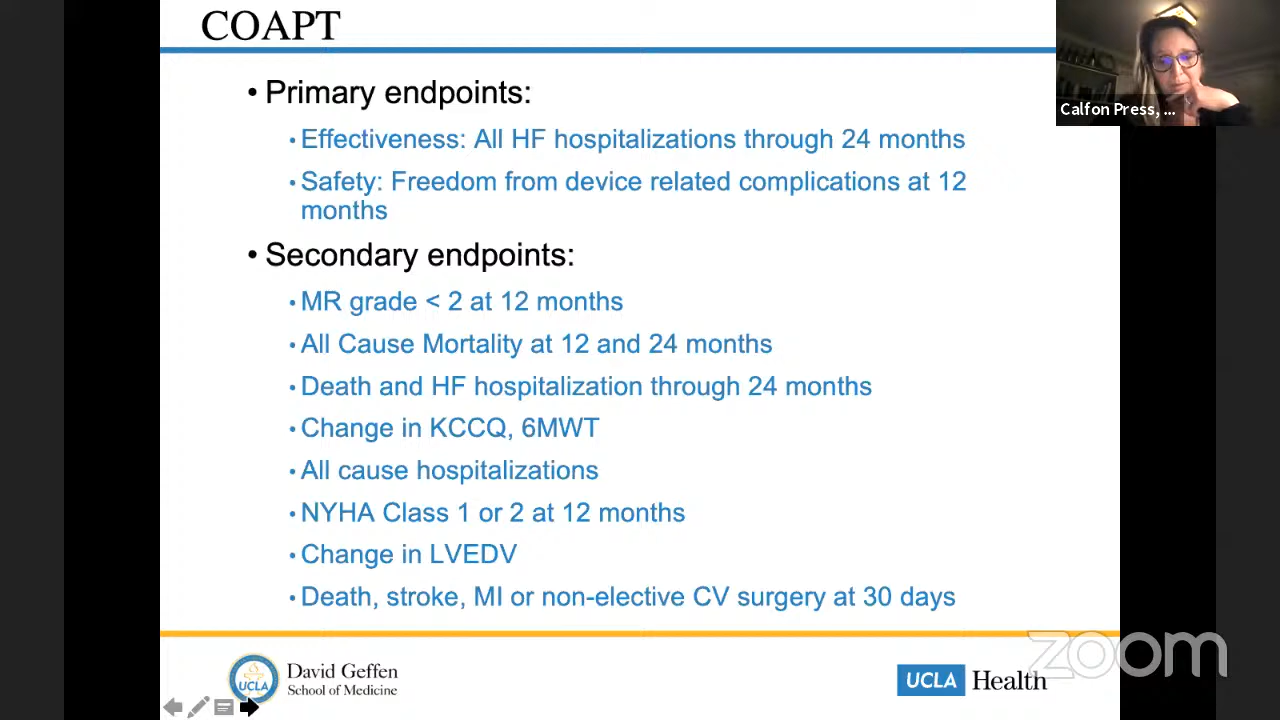 COAPT
• Primary endpoints:
• Effectiveness: All HF hospitalizations through 24 months
• Safety: Freedom from device related complications at 12
months
• Secondary endpoints:
• MR grade < 2 at 12 months
• All Cause Mortality at 12 and 24 months
• Death and HF hospitalization through 24 months
• Change in KCCQ, 6MWT
• All cause hospitalizations
• NYHA Class 1 or 2 at 12 months
• Change in LVEDV
• Death, stroke, MI or non-elective CV surgery at 30 days
Calfon Press, ...
UCLA
David Geffen
School of Medicine
UCLA Health
zoom